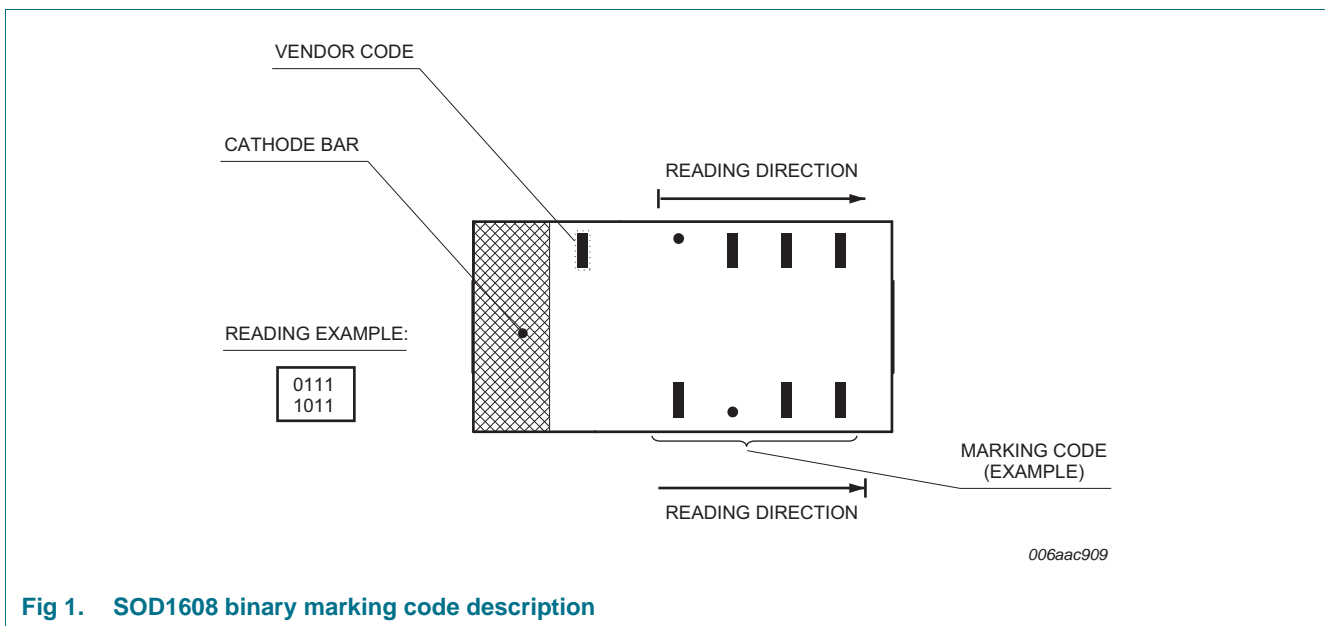 VENDOR CODE
CATHODE BAR
READING DIRECTION
READING EXAMPLE:
0111
1011
MARKING CODE
(EXAMPLE)
READING DIRECTION
006aac909
Fig 1. SOD1608 binary marking code description